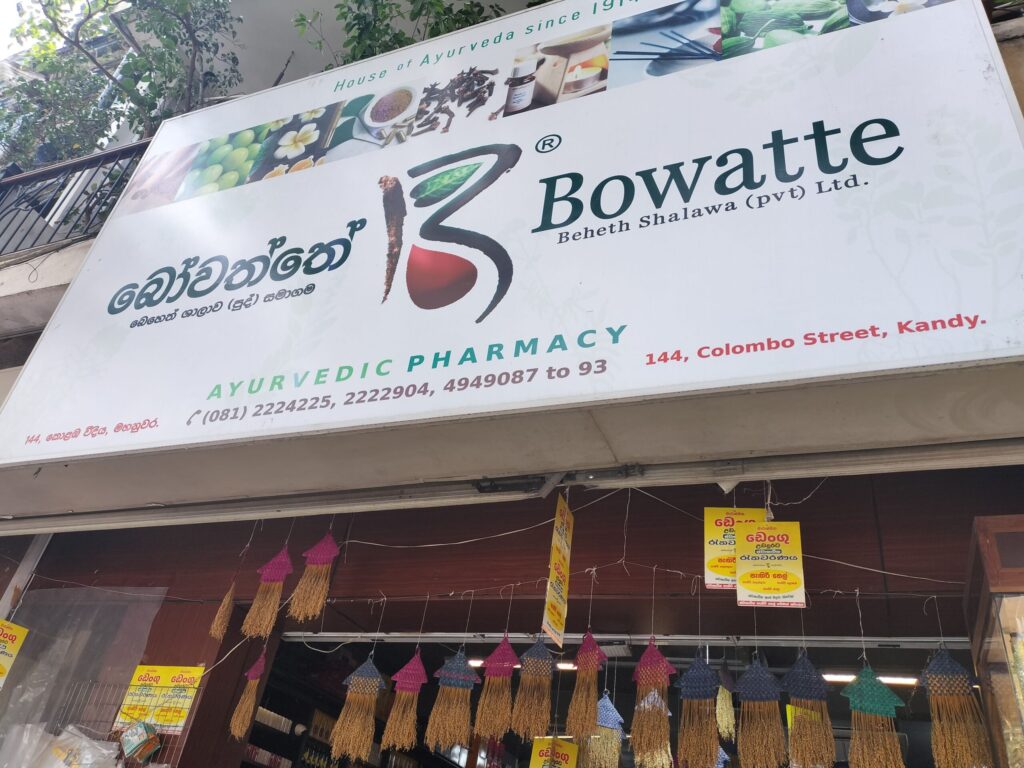 House of Ayurveda since
®
බෝවත්තේ
බෙහෙත් ශාලාව (පුද්) සමාගම
Bowatte
Beheth Shalawa (pvt) Ltd.
AYURVEDIC PHARMACY
(081) 2224225, 2222904, 4949087 to 93
144, කොළඹ වීදිය, මහනුවර.
144, Colombo Street, Kandy.
ඩෙංගු
ඩෙංගු
ඩෙංගු
ඩෙංගු
ඩෙංගු